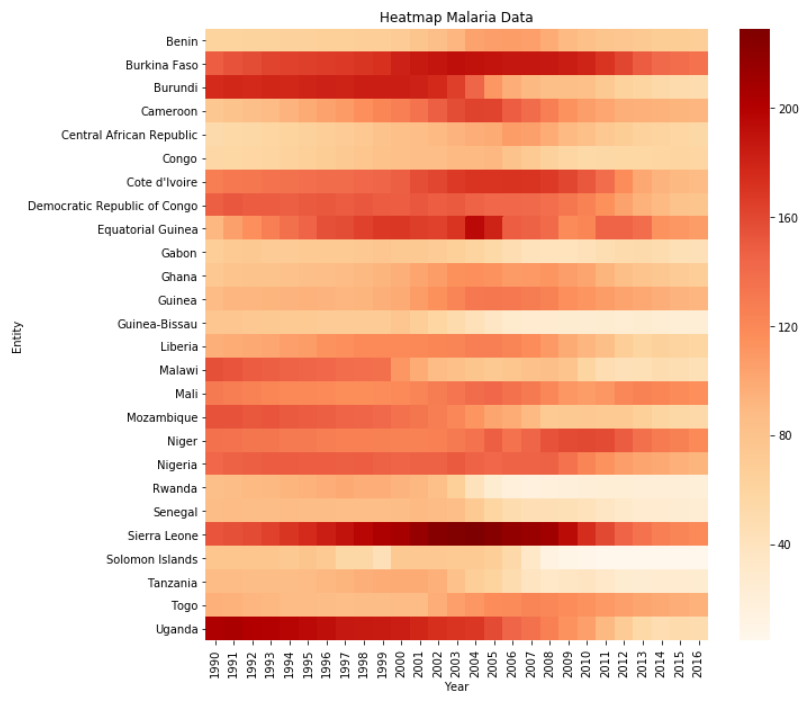 Heatmap Malaria Data
Entity
Benin
Burkina Faso
Burundi
Cameroon
Central African Republic
Congo
Cote d'Ivoire
Democratic Republic of Congo
Equatorial Guinea
Gabon
Ghana
Guinea
Guinea-Bissau
Liberia
Malawi
Mali
Mozambique
Niger
Nigeria
Rwanda
Senegal
Sierra Leone
Solomon Islands
Tanzania
Togo
Uganda
1990 1991 1992 1993 1994 1995 1996 1997 1998 1999 2000 2001 2002 2003 2004 2005 2006 2007 2008 2009 2010 2011 2012 2013 2014 2015 2016
Year
200
160
120
80
40